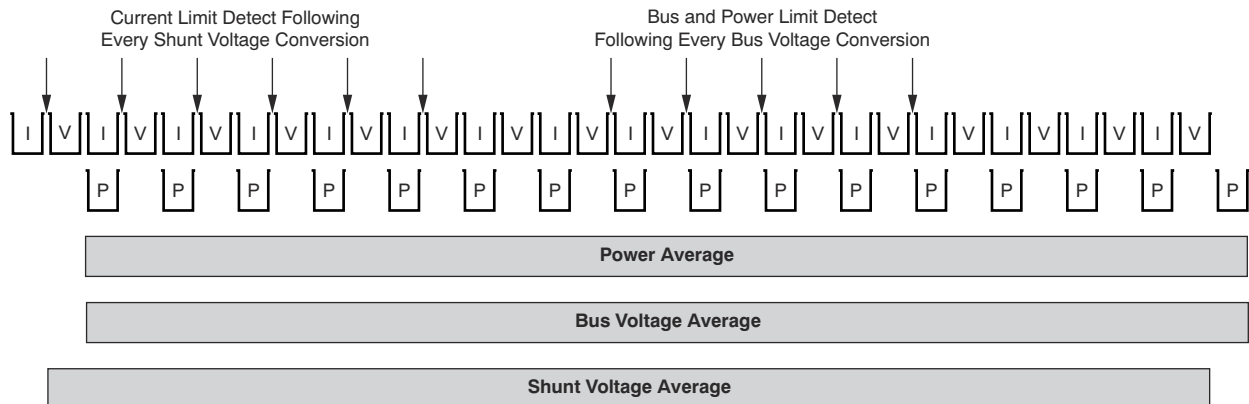 Current Limit Detect Following
Every Shunt Voltage Conversion
Bus and Power Limit Detect
Following Every Bus Voltage Conversion
I V I V I V I V I V I V I V I V I V I V I V I V I V I V I V I V
P P P P P P P P P P P P P P P P
Power Average
Bus Voltage Average
Shunt Voltage Average